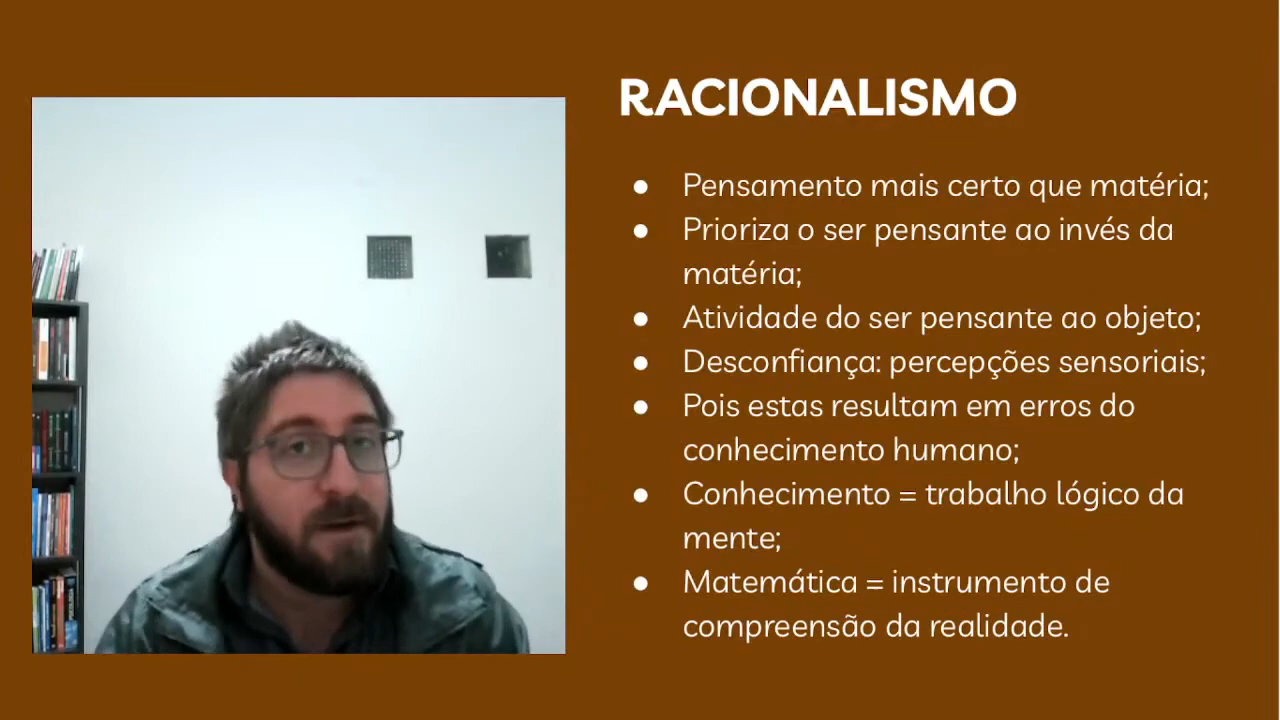 RACIONALISMO
● Pensamento mais certo que matéria;
● Prioriza o ser pensante ao invés da
matéria;
● Atividade do ser pensante ao objeto;
● Desconfiança: percepções sensoriais;
● Pois estas resultam em erros do
conhecimento humano;
● Conhecimento = trabalho lógico da
mente;
● Matemática = instrumento de
compreensão da realidade.